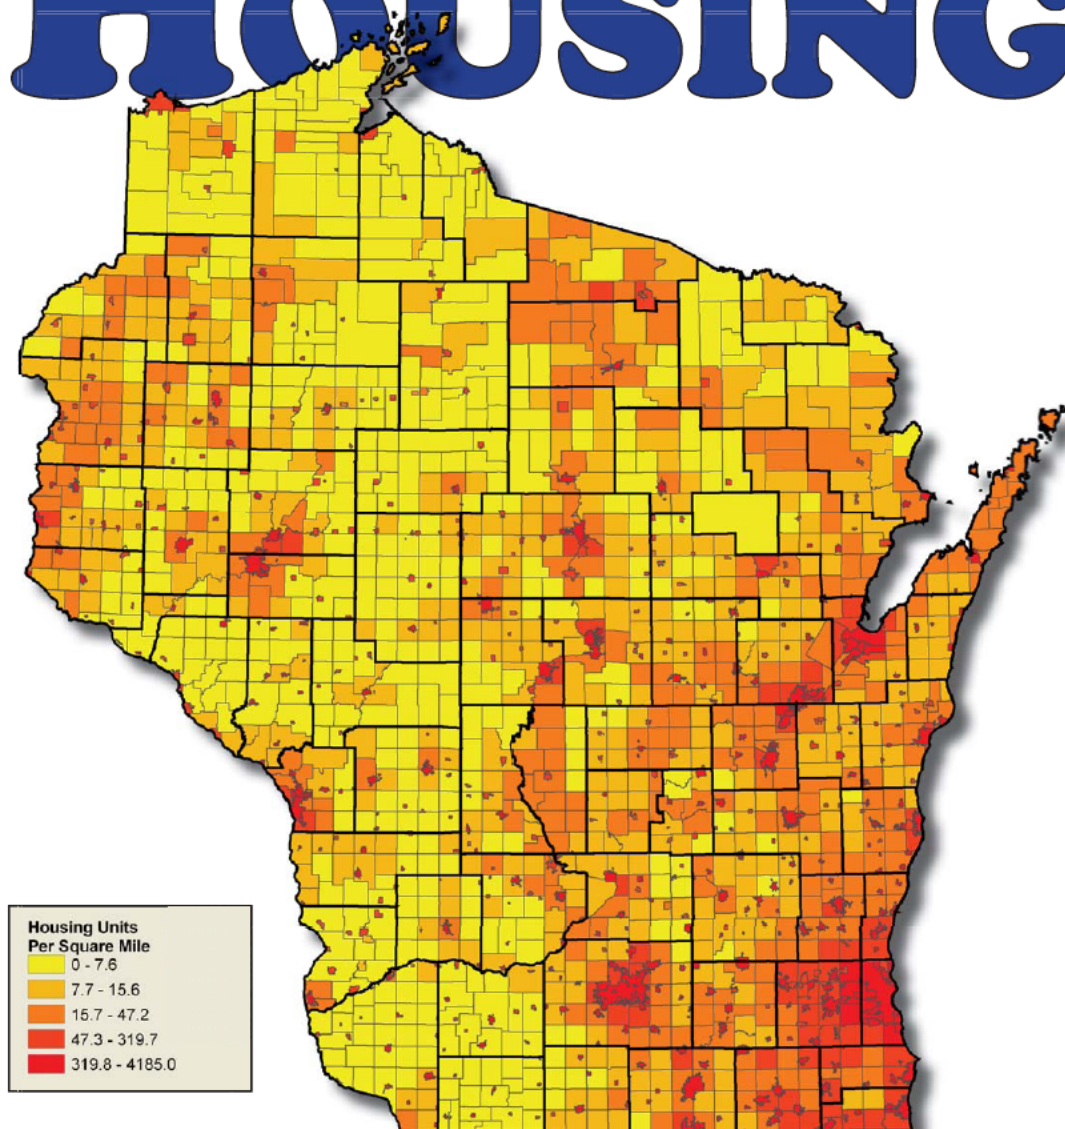 HOUSING
Housing Units
Per Square Mile
0 - 7.6
7.7 - 15.6
15.7 - 47.2
47.3 - 319.7
319.8 - 4185.0